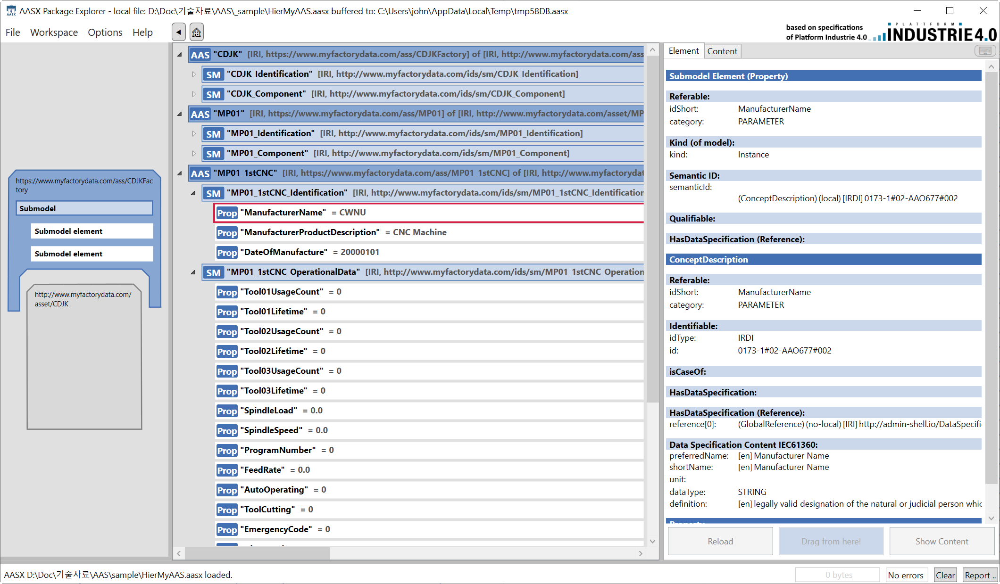 AASX Package Explorer - local file: D:\Doc\기술자료\AAS\_sample\HierMyAAS.aasx buffered to: C:\Users\john\AppData\Local\Temp\tmp58DB.aasx
File Workspace Options Help
based on specifications
of Platform Industrie 4.0
PLATTFORM
INDUSTRIE4.0
https://www.myfactorydata.com/ass/CDJKFac
tory
Submodel
Submodel element
Submodel element
http://www.myfactorydata.com/
asset/CDJK
AAS "CDJK" [IRI, https://www.myfactorydata.com/ass/CDJKFactory] of [IRI, http://www.myfactorydata.com/ass
SM "CDJK_Identification" [IRI, http://www.myfactorydata.com/ids/sm/CDJK_Identification]
SM "CDJK_Component" [IRI, http://www.myfactorydata.com/ids/sm/CDJK_Component]
AAS "MP01" [IRI, https://www.myfactorydata.com/ass/MP01] of [IRI, http://www.myfactorydata.com/asset/MP
SM "MP01_Identification" [IRI, http://www.myfactorydata.com/ids/sm/MP01_Identification]
SM "MP01_Component" [IRI, http://www.myfactorydata.com/ids/sm/MP01_Component]
AAS "MP01_1stCNC" [IRI, https://www.myfactorydata.com/ass/MP01_1stCNC] of [IRI, http://www.myfactorydat
SM "MP01_1stCNC_Identification" [IRI, http://www.myfactorydata.com/ids/sm/MP01_1stCNC_Identification
Prop "ManufacturerName" = CWNU
Prop "ManufacturerProductDescription" = CNC Machine
Prop "DateOfManufacture" = 20000101
SM "MP01_1stCNC_OperationalData" [IRI, http://www.myfactorydata.com/ids/sm/MP01_1stCNC_Operation
Prop "Tool01UsageCount" = 0
Prop "Tool01Lifetime" = 0
Prop "Tool02UsageCount" = 0
Prop "Tool02Lifetime" = 0
Prop "Tool03UsageCount" = 0
Prop "Tool03Lifetime" = 0
Prop "SpindleLoad" = 0.0
Prop "SpindleSpeed" = 0.0
Prop "ProgramNumber" = 0
Prop "FeedRate" = 0.0
Prop "AutoOperating" = 0
Prop "ToolCutting" = 0
Prop "EmergencyCode" = 0
Element Content
Submodel Element (Property)
Referable:
idShort: ManufacturerName
category: PARAMETER
Kind (of model):
kind: Instance
Semantic ID:
semanticId:
(ConceptDescription) (local) [IRDI] 0173-1#02-AAO677#002
Qualifiable:
HasDataSpecification (Reference):
ConceptDescription
Referable:
idShort: ManufacturerName
category: PARAMETER
Identifiable:
idType: IRDI
id: 0173-1#02-AAO677#002
isCaseOf:
HasDataSpecification:
HasDataSpecification (Reference):
reference[0]: (GlobalReference) (no-local) [IRI] http://admin-shell.io/DataSpecifi
Data Specification Content IEC61360:
preferredName: [en] Manufacturer Name
shortName: [en] Manufacturer Name
unit:
dataType: STRING
definition: [en] legally valid designation of the natural or judicial person whic
Reload Drag from here! Show Content
AASX D:\Doc\기술자료\AAS\sample\HierMyAAS.aasx loaded.
0 bytes No errors Clear Report ..